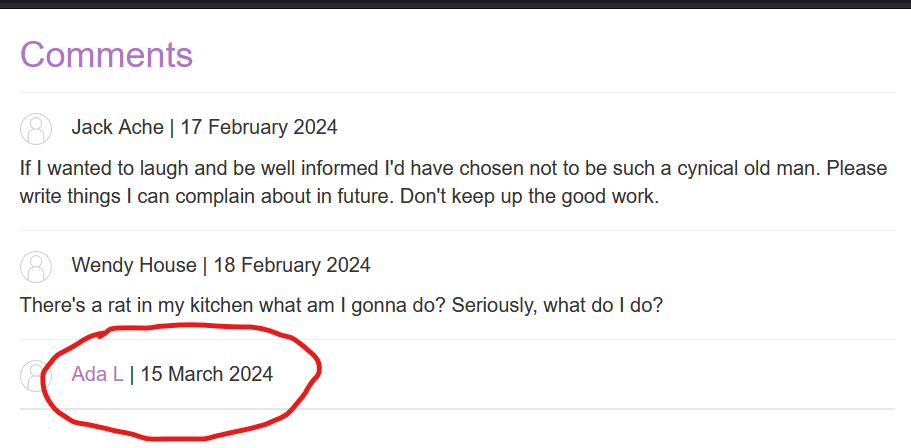 Comments
Jack Ache | 17 February 2024
If I wanted to laugh and be well informed I'd have chosen not to be such a cynical old man. Please
write things I can complain about in future. Don't keep up the good work.
Wendy House | 18 February 2024
There's a rat in my kitchen what am I gonna do? Seriously, what do I do?
Ada L | 15 March 2024